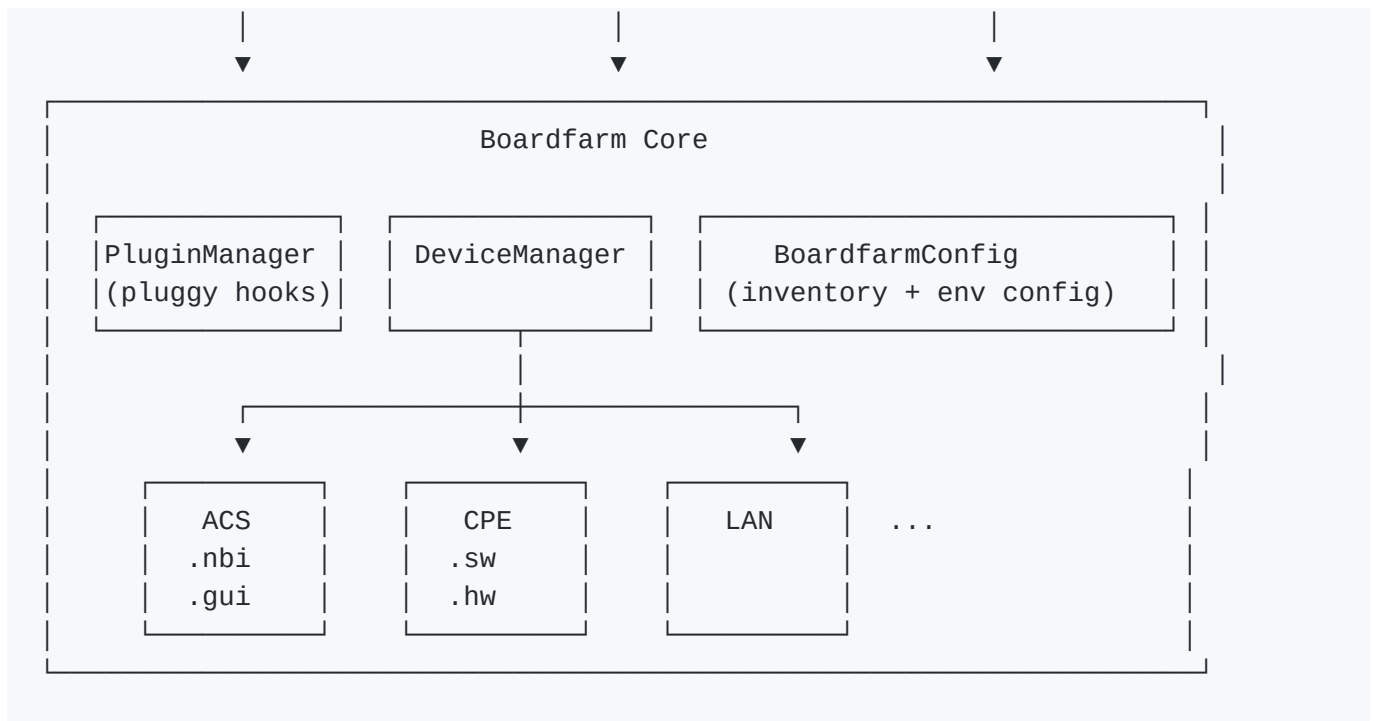 Boardfarm Core
PluginManager DeviceManager BoardfarmConfig
(pluggy hooks) (inventory + env config)
ACS CPE LAN ...
.nbi .sw
.gui .hw